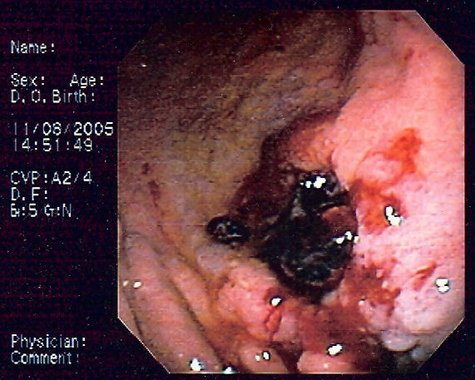 Name:
Sex: Age:
D.O.Birth:
11/08/2005
14:51:49
CVP:A2/4
D.F:
E:5 G:N
Physician:
Comment: